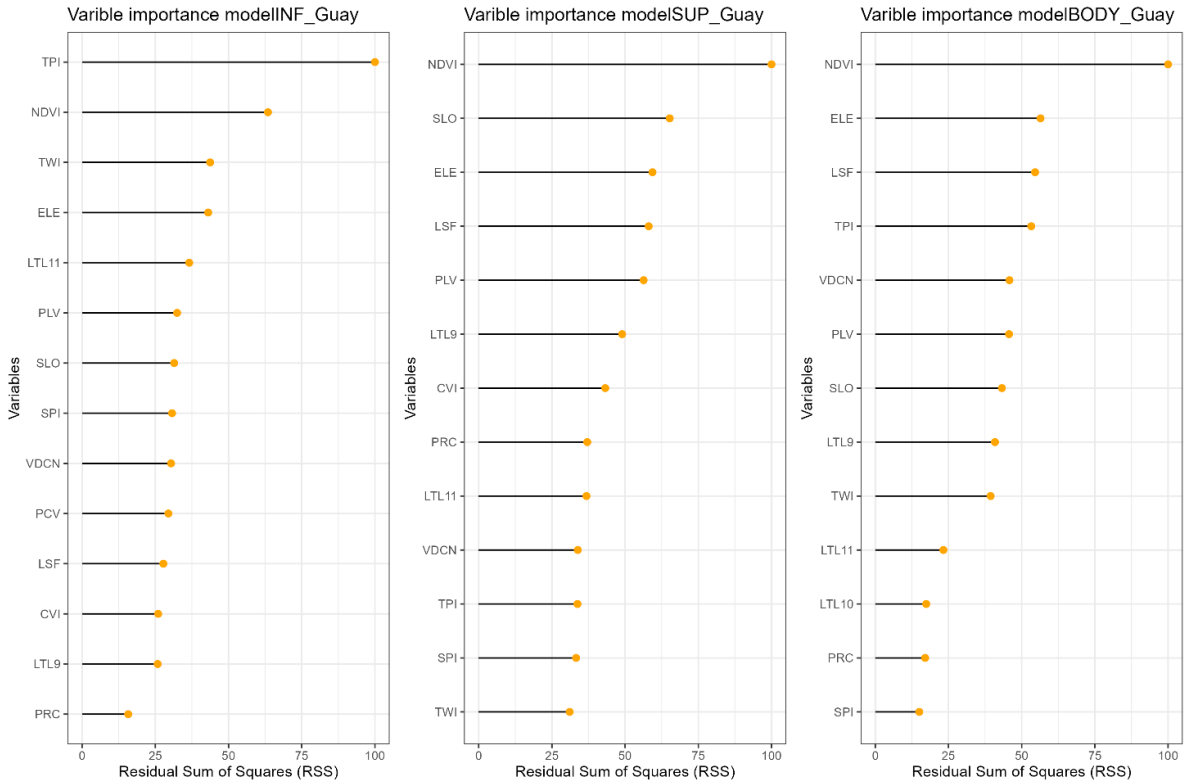 Varible importance modelINF_Guay
TPI
NDVI
TWI
ELE
LTL11
PLV
SLO
SPI
VDCN
PCV
LSF
CVI
LTL9
PRC
Variables
0 25 50 75 100
Residual Sum of Squares (RSS)
Varible importance modelSUP_Guay
NDVI
SLO
ELE
LSF
PLV
LTL9
CVI
PRC
LTL11
VDCN
TPI
SPI
TWI
Variables
0 25 50 75 100
Residual Sum of Squares (RSS)
Varible importance modelBODY_Guay
NDVI
ELE
LSF
TPI
VDCN
PLV
SLO
LTL9
TWI
LTL11
LTL10
PRC
SPI
Variables
0 25 50 75 100
Residual Sum of Squares (RSS)